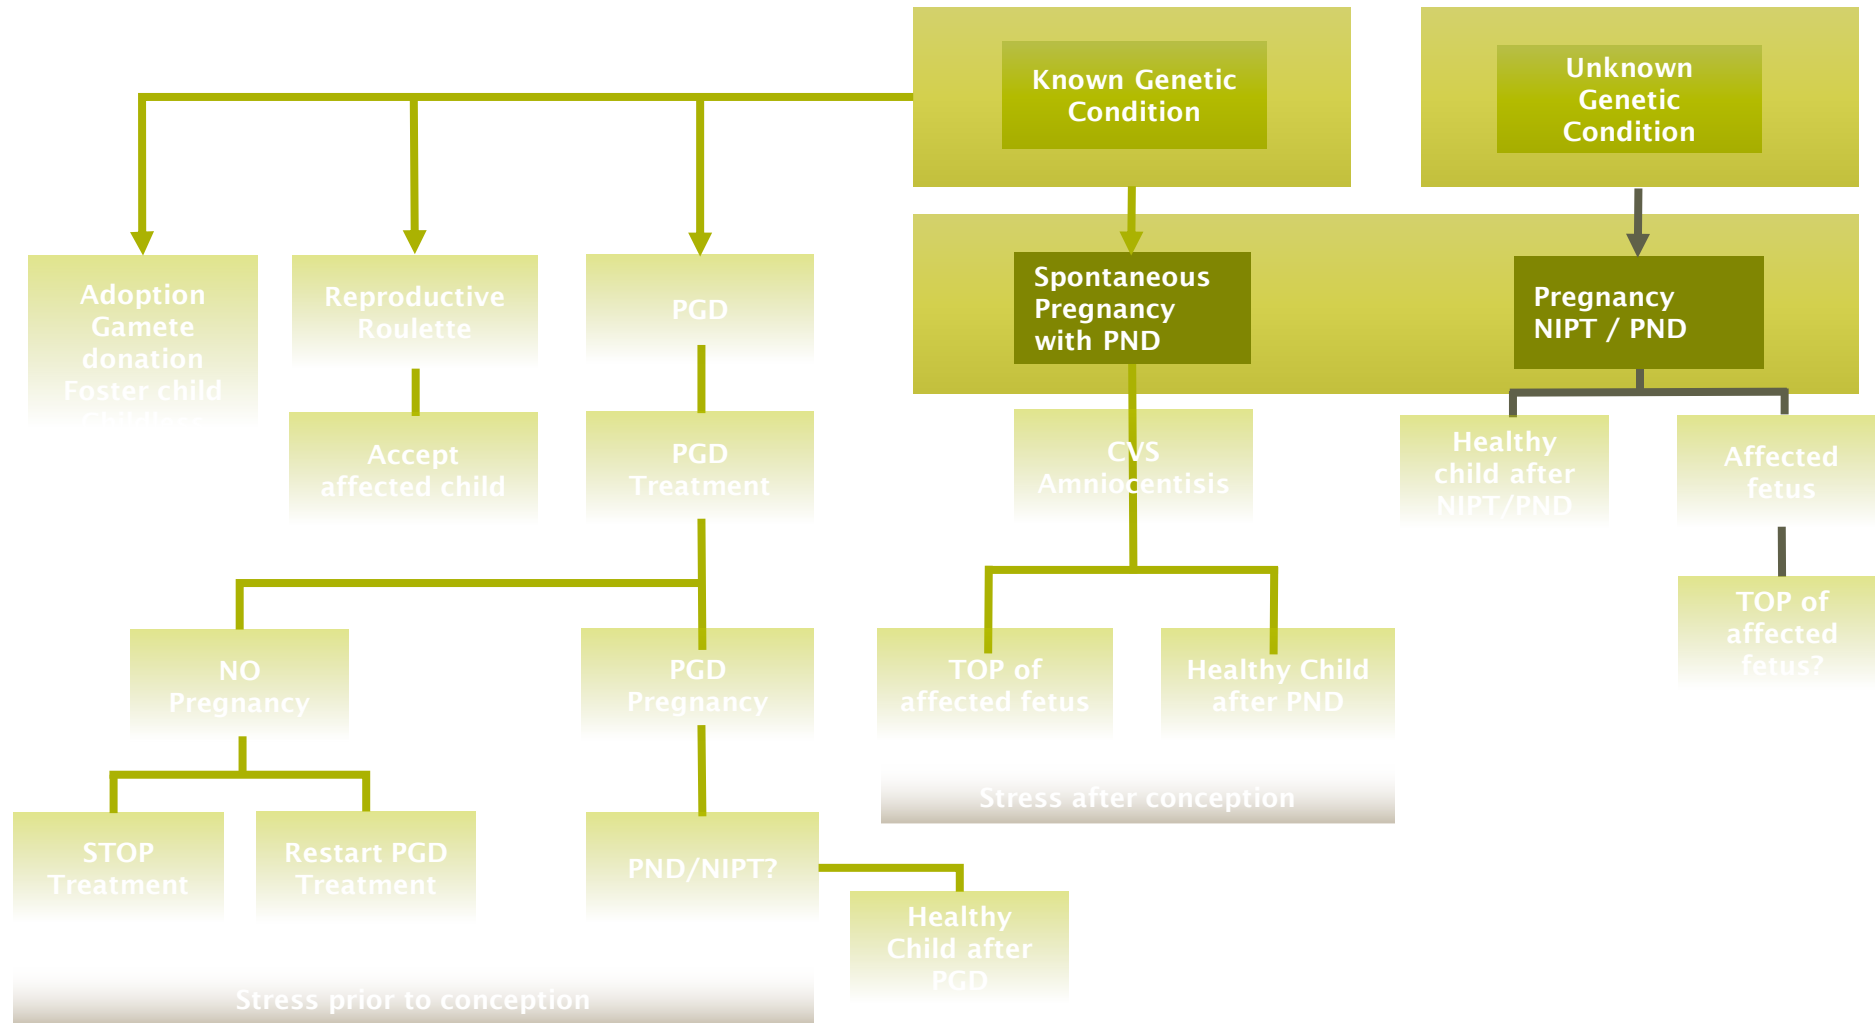 Known Genetic
Condition
Unknown
Genetic
Condition
Adoption
Gamete
donation
Foster child
Reproductive
Roulette
PGD
Spontaneous
Pregnancy
with PND
Pregnancy
NIPT / PND
Accept
affected child
PGD
Treatment
CVS
Amniocentisis
Healthy
child after
NIPT/PND
Affected
fetus
TOP of
affected
fetus?
NO
Pregnancy
PGD
Pregnancy
TOP of
affected fetus
Healthy Child
after PND
Stress after conception
STOP
Treatment
Restart PGD
Treatment
PND/NIPT?
Healthy
Child after
PGD
Stress prior to conception